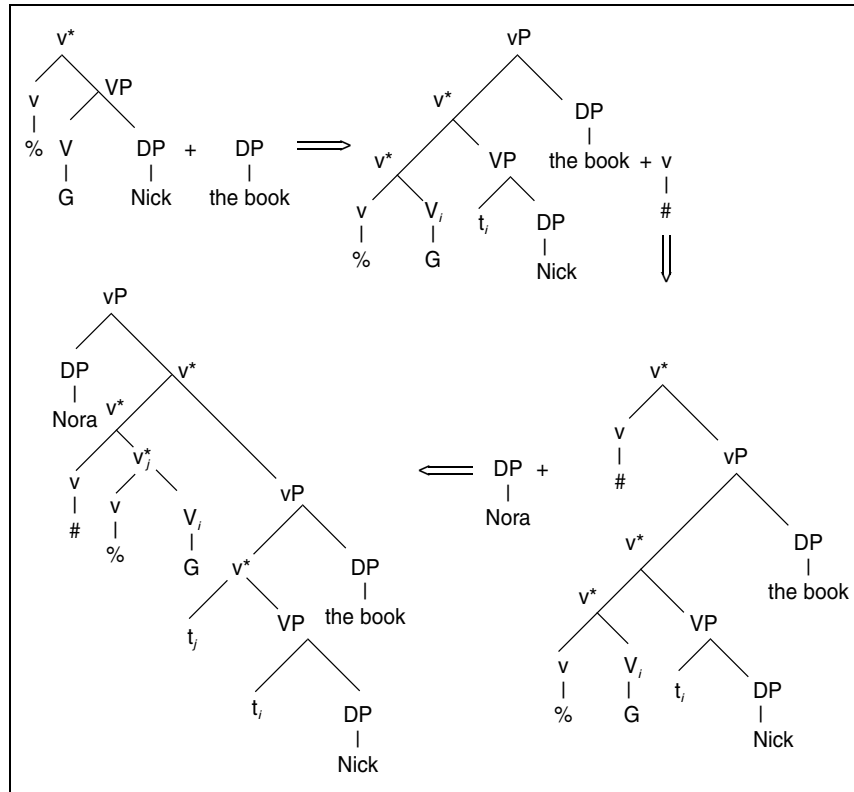 v*
v VP
%
V DP + DP
G Nick the book
vP
v* DP
v* VP the book + v
v V_i t_i DP #
% G Nick
vP
DP v*
Nora v*
v v*_j
# v V_i
% G
vP
v* DP
t_j VP the book
t_i DP
Nick
DP +
Nora
v*
v vP
#
v* DP
v* VP the book
v V_i t_i DP
% G Nick